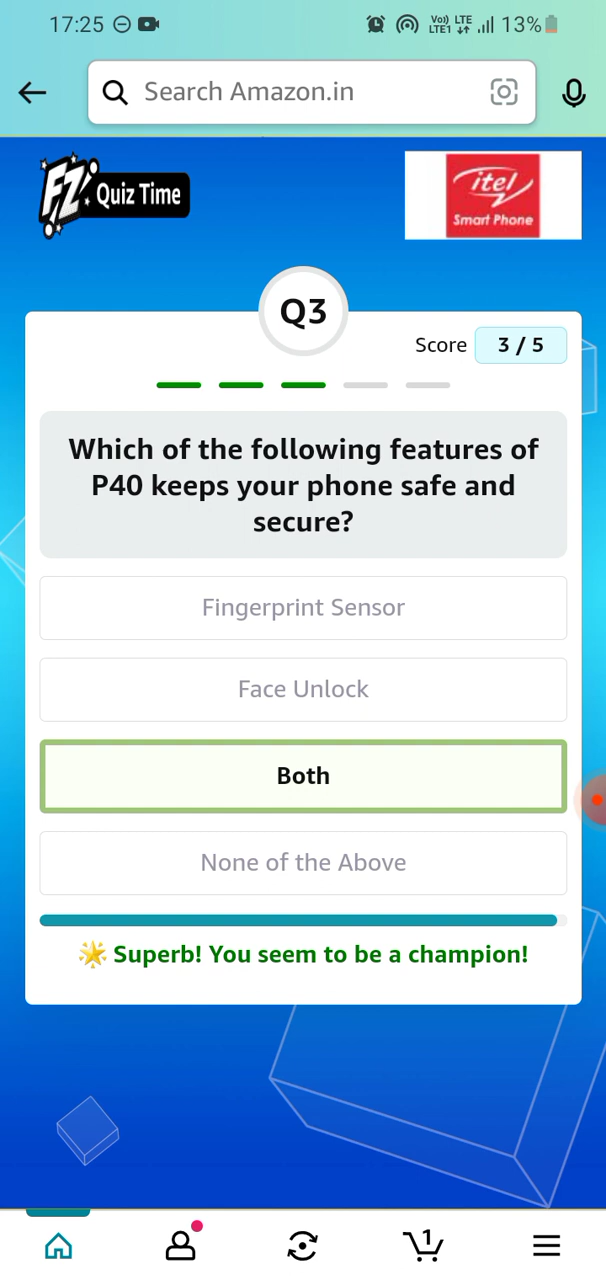 17:25
Vo)) LTE
LTE1
13%
Search Amazon.in
FZ Quiz Time
itel
Smart Phone
Q3
Score 3 / 5
Which of the following features of
P40 keeps your phone safe and
secure?
Fingerprint Sensor
Face Unlock
Both
None of the Above
Superb! You seem to be a champion!
1